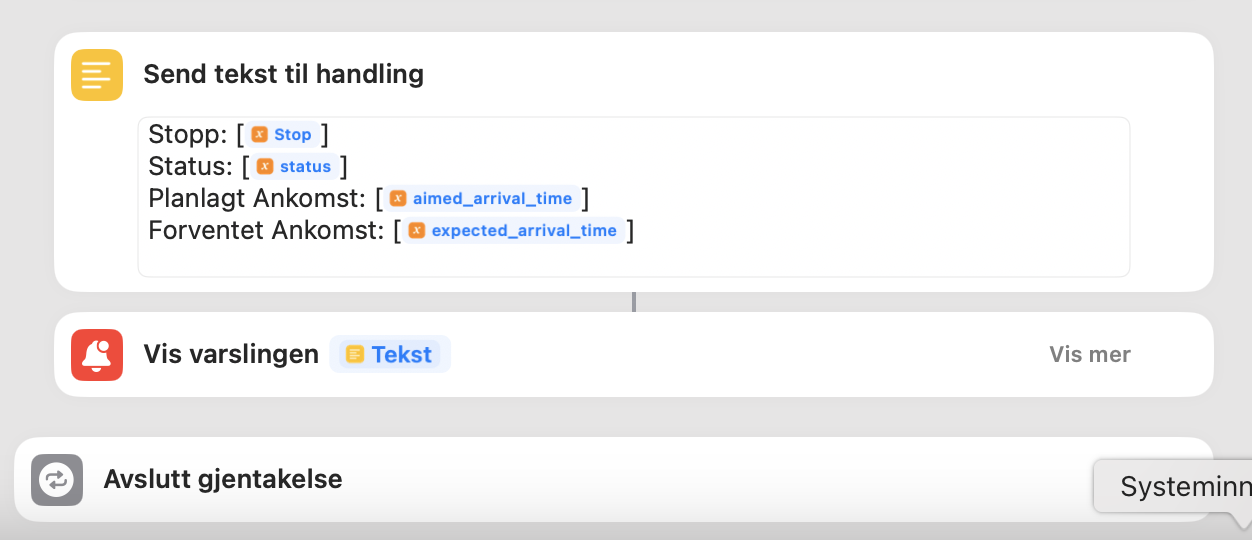 Send tekst til handling
Stopp: [ Stop ]
Status: [ status ]
Planlagt Ankomst: [ aimed_arrival_time ]
Forventet Ankomst: [ expected_arrival_time ]
Vis varslingen Tekst Vis mer
Avslutt gjentakelse
Systeminn